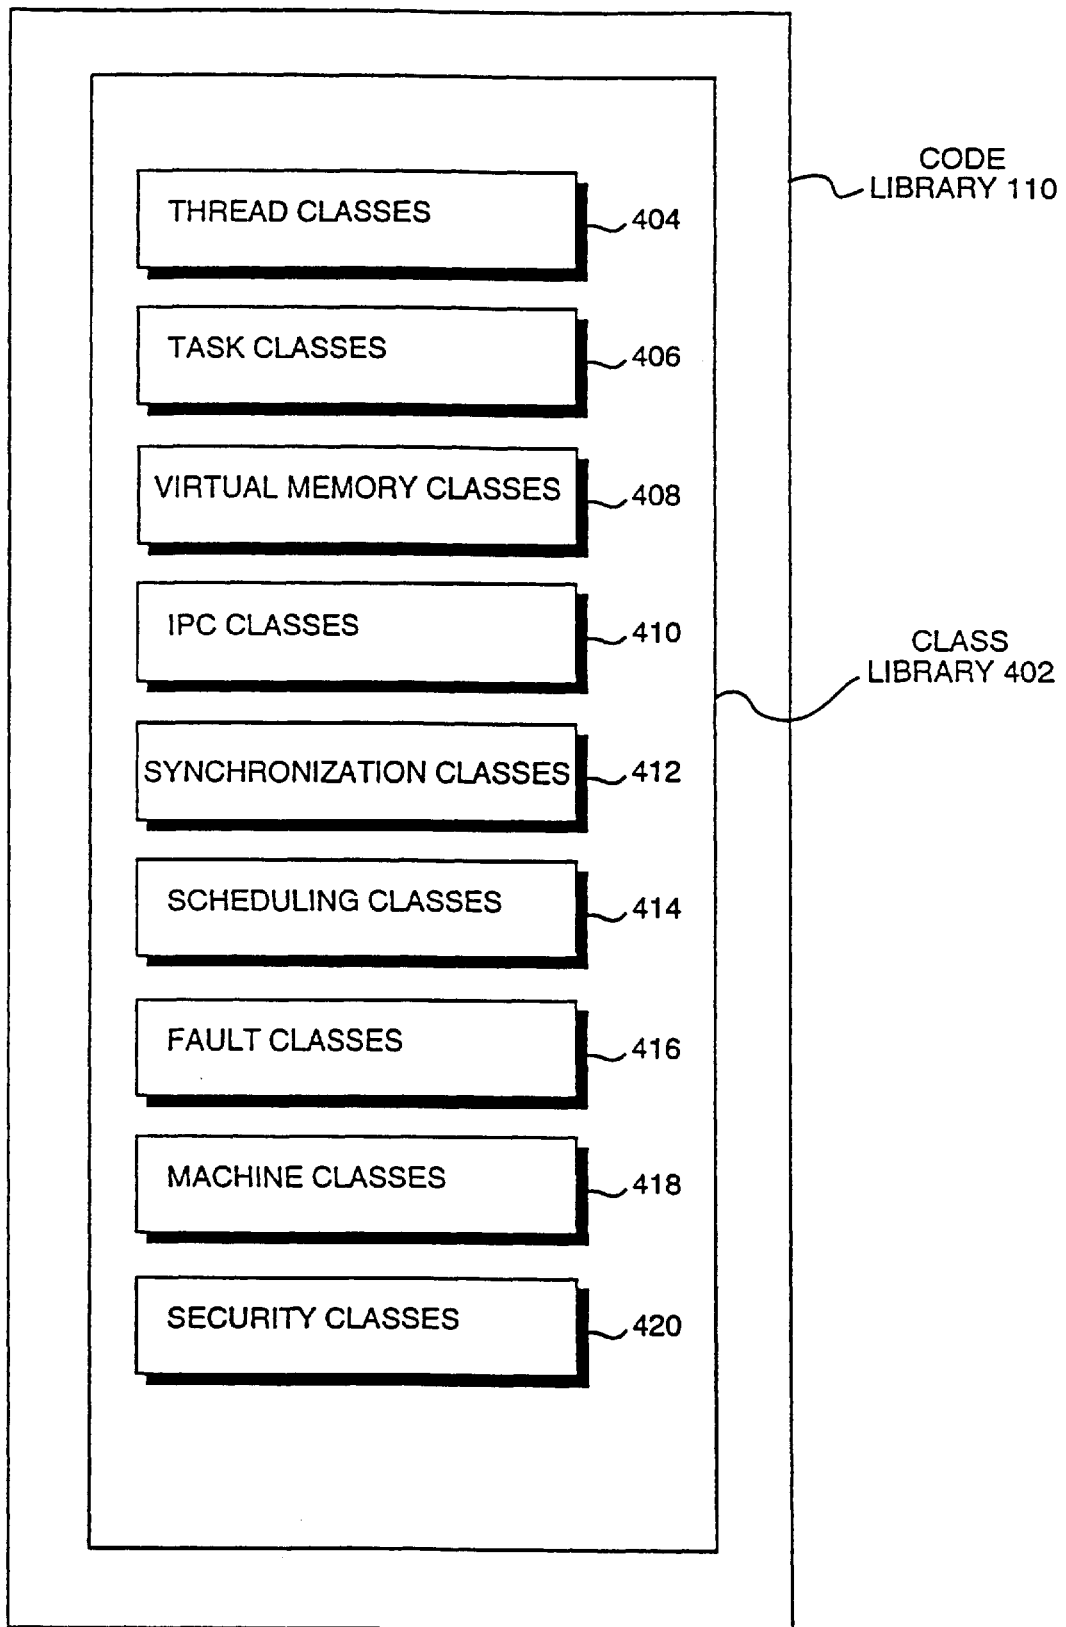 CODE
LIBRARY 110
THREAD CLASSES
404
TASK CLASSES
406
VIRTUAL MEMORY CLASSES
408
IPC CLASSES
410
CLASS
LIBRARY 402
SYNCHRONIZATION CLASSES
412
SCHEDULING CLASSES
414
FAULT CLASSES
416
MACHINE CLASSES
418
SECURITY CLASSES
420